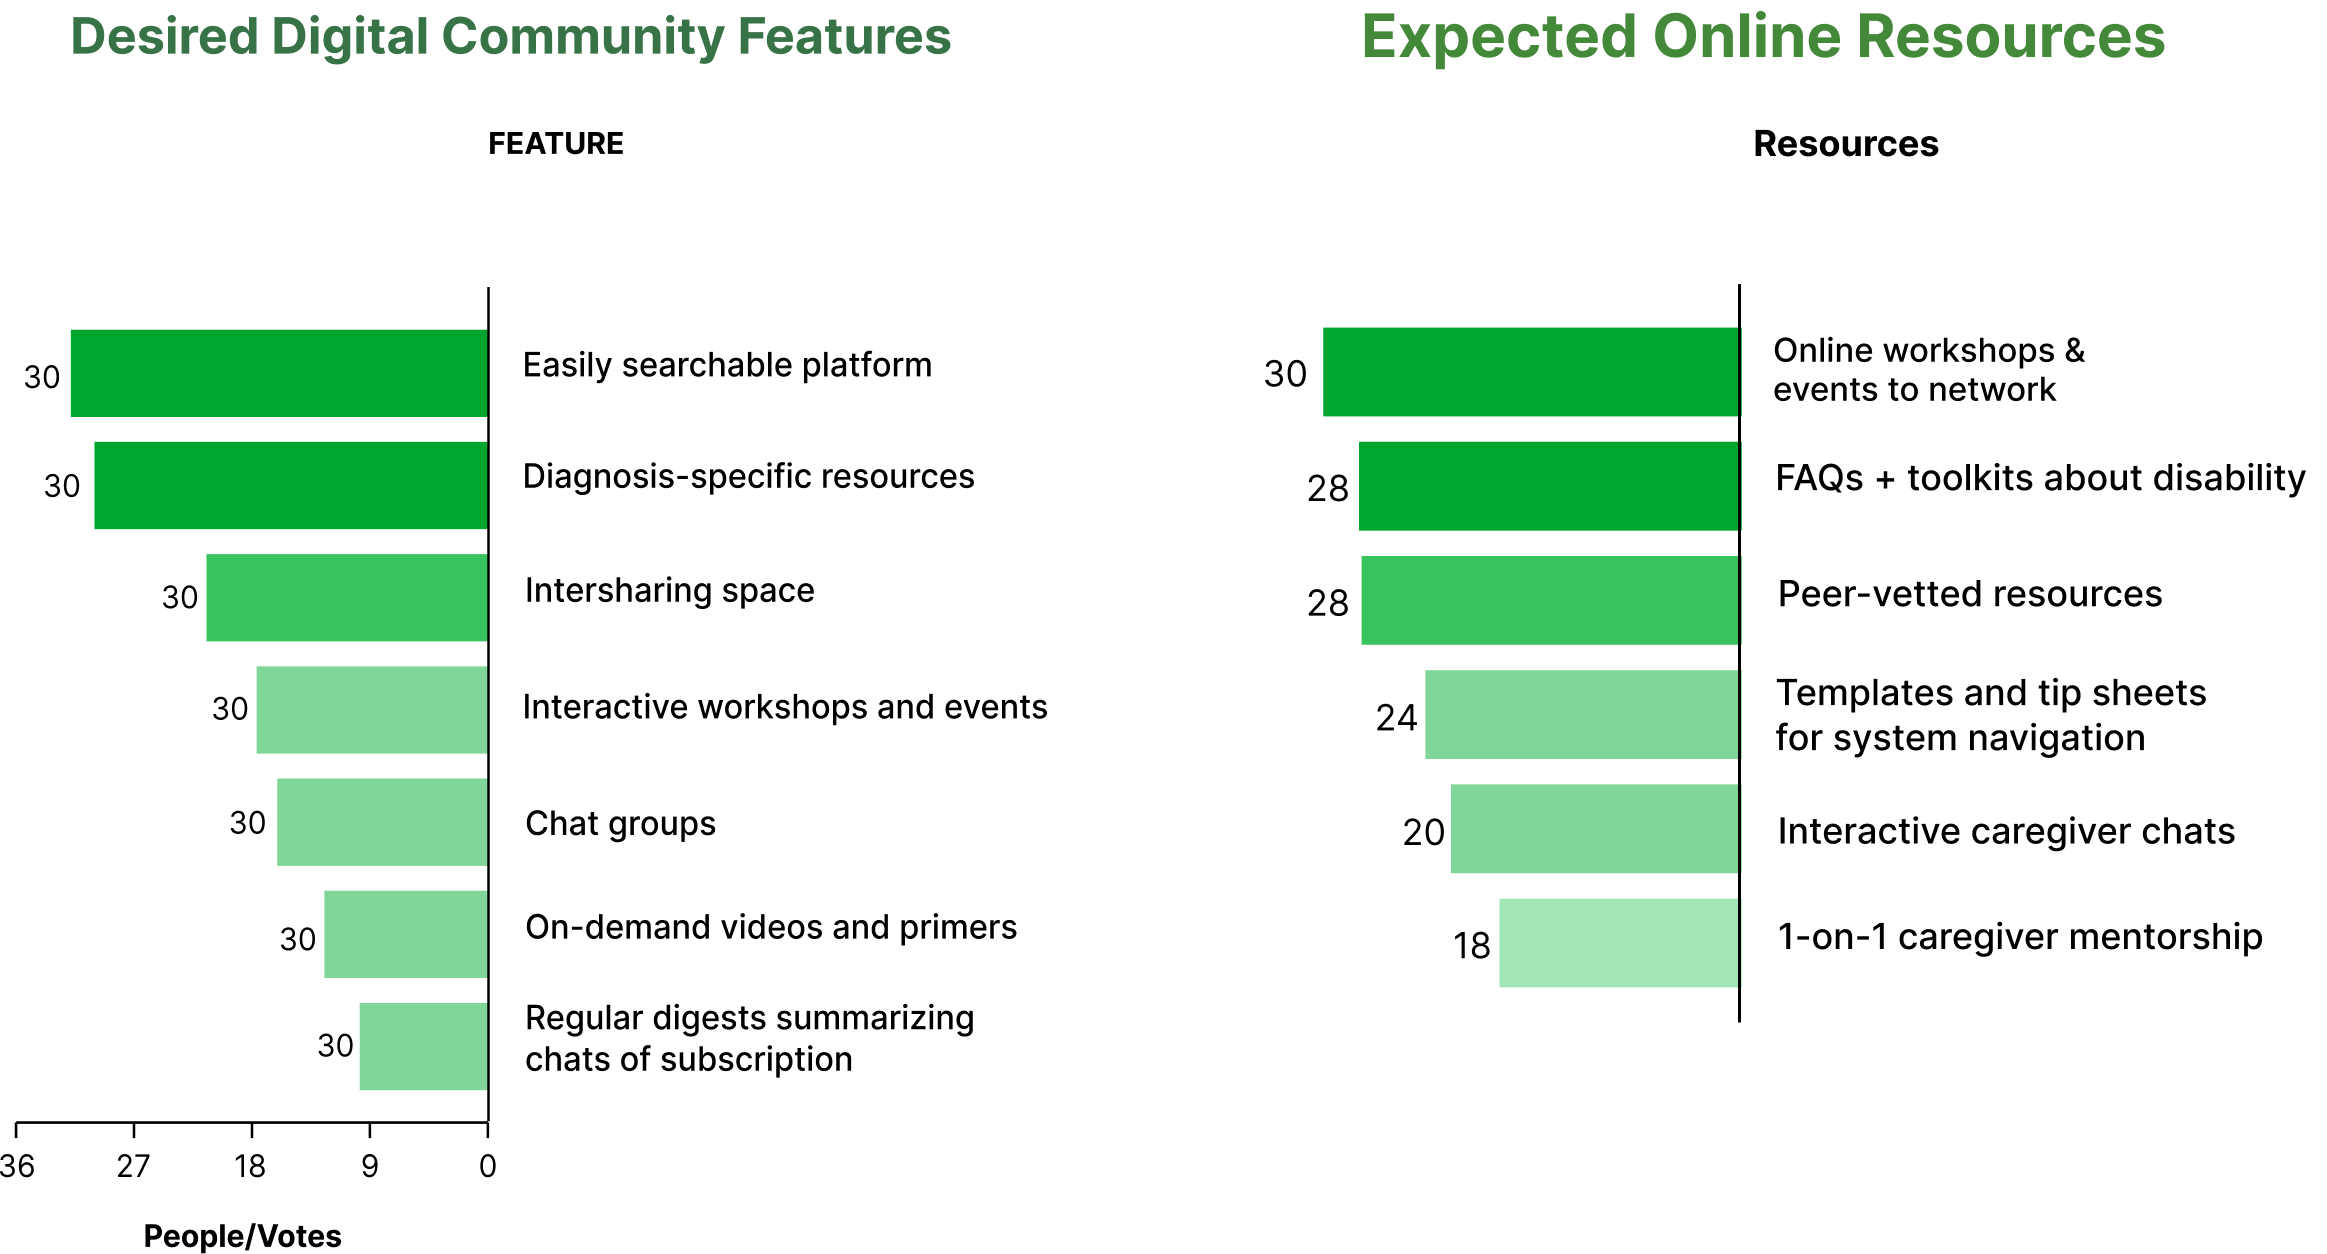 Desired Digital Community Features
FEATURE
30
Easily searchable platform
30
Diagnosis-specific resources
30
Intersharing space
30
Interactive workshops and events
30
Chat groups
30
On-demand videos and primers
30
Regular digests summarizing
chats of subscription
36 27 18 9 0
People/Votes
Expected Online Resources
Resources
30
Online workshops &
events to network
28
FAQs + toolkits about disability
28
Peer-vetted resources
24
Templates and tip sheets
for system navigation
20
Interactive caregiver chats
18
1-on-1 caregiver mentorship